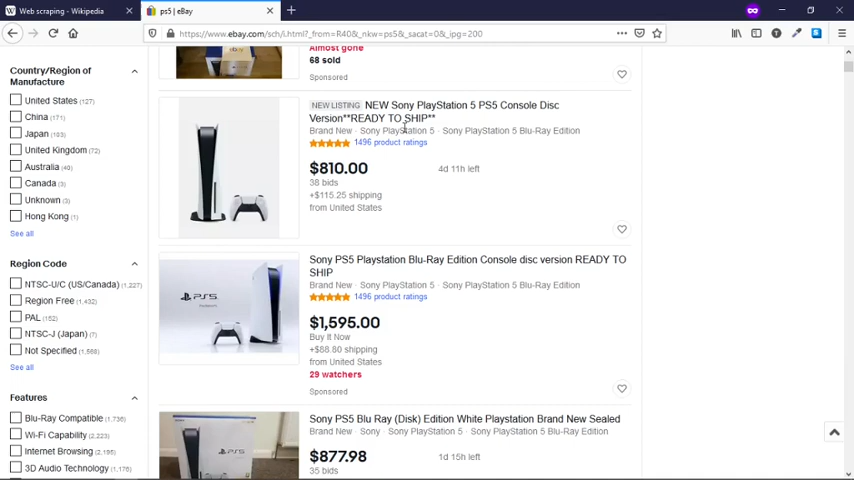 Web scraping - Wikipedia
ps5 | eBay
https://www.ebay.com/sch/i.html?_from=R40&_nkw=ps5&_sacat=0&_ipg=200
Country/Region of
Manufacture
United States (127)
China (171)
Japan (183)
United Kingdom (72)
Australia (40)
Canada (3)
Unknown (3)
Hong Kong (1)
See all
Region Code
NTSC-U/C (US/Canada) (1,227)
Region Free (1,432)
PAL (152)
NTSC-J (Japan) (7)
Not Specified (1,588)
See all
Features
Blu-Ray Compatible (1,736)
Wi-Fi Capability (2,223)
Internet Browsing (2,195)
3D Audio Technology (1,176)
ebay
Almost gone
68 sold
Sponsored
NEW LISTING NEW Sony PlayStation 5 PS5 Console Disc
Version**READY TO SHIP**
Brand New · Sony PlayStation 5 · Sony PlayStation 5 Blu-Ray Edition
1496 product ratings
$810.00
4d 11h left
38 bids
+$115.25 shipping
from United States
Sony PS5 Playstation Blu-Ray Edition Console disc version READY TO
SHIP
Brand New · Sony PlayStation 5 · Sony PlayStation 5 Blu-Ray Edition
1496 product ratings
PS5
$1,595.00
Buy It Now
+$88.80 shipping
from United States
29 watchers
Sponsored
Sony PS5 Blu Ray (Disk) Edition White Playstation Brand New Sealed
Brand New · Sony · Sony PlayStation 5 Blu-Ray Edition
PS5
$877.98
1d 15h left
35 bids